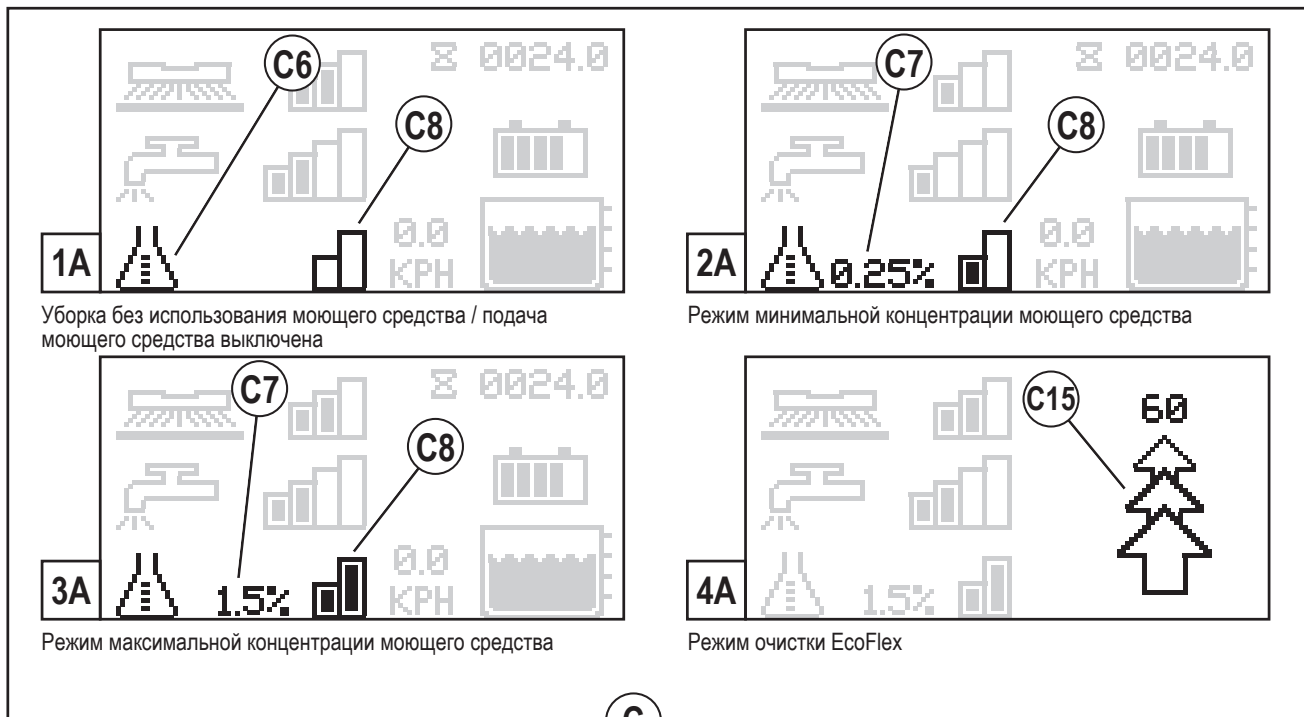 C6
0024.0
C8
0.0
KPH
1A
Уборка без использования моющего средства / подача
моющего средства выключена
C7
0024.0
C8
0.25%
0.0
KPH
2A
Режим минимальной концентрации моющего средства
C7
0024.0
C8
1.5%
0.0
KPH
3A
Режим максимальной концентрации моющего средства
C15
60
1.5%
4A
Режим очистки EcoFlex
C